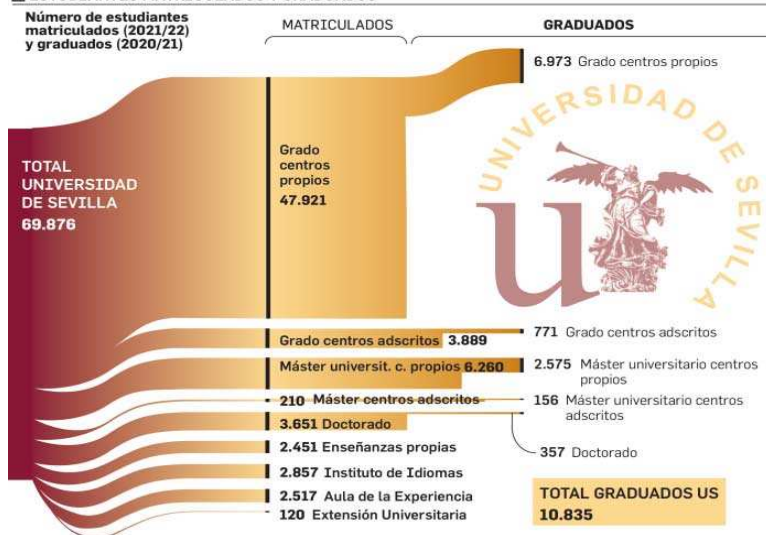 Número de estudiantes
matriculados (2021/22)
y graduados (2020/21)
MATRICULADOS
GRADUADOS
TOTAL
UNIVERSIDAD
DE SEVILLA
69.876
Grado
centros
propios
47.921
Grado centros adscritos 3.889
Máster universit. c. propios 6.260
210 Máster centros adscritos
3.651 Doctorado
2.451 Enseñanzas propias
2.857 Instituto de Idiomas
2.517 Aula de la Experiencia
120 Extensión Universitaria
6.973 Grado centros propios
UNIVERSIDAD DE SEVILLA
u
771 Grado centros adscritos
2.575 Máster universitario centros
propios
156 Máster universitario centros
adscritos
357 Doctorado
TOTAL GRADUADOS US
10.835